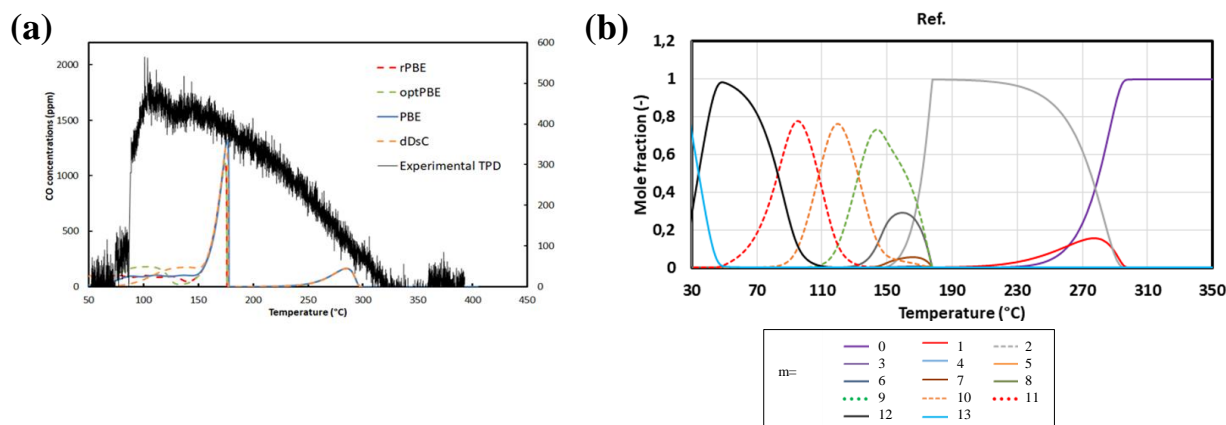 (a)
CO concentrations (ppm)
2000
1500
1000
500
0
600
500
400
300
200
100
0
rPBE
optPBE
PBE
dDsC
Experimental TPD
50 100 150 200 250 300 350 400 450
Temperature (°C)
(b)
Ref.
Mole fraction (-)
1,2
1
0,8
0,6
0,4
0,2
0
30 70 110 150 190 230 270 310 350
Temperature (°C)
m=
0 1 2
3 4 5
6 7 8
9 10 11
12 13